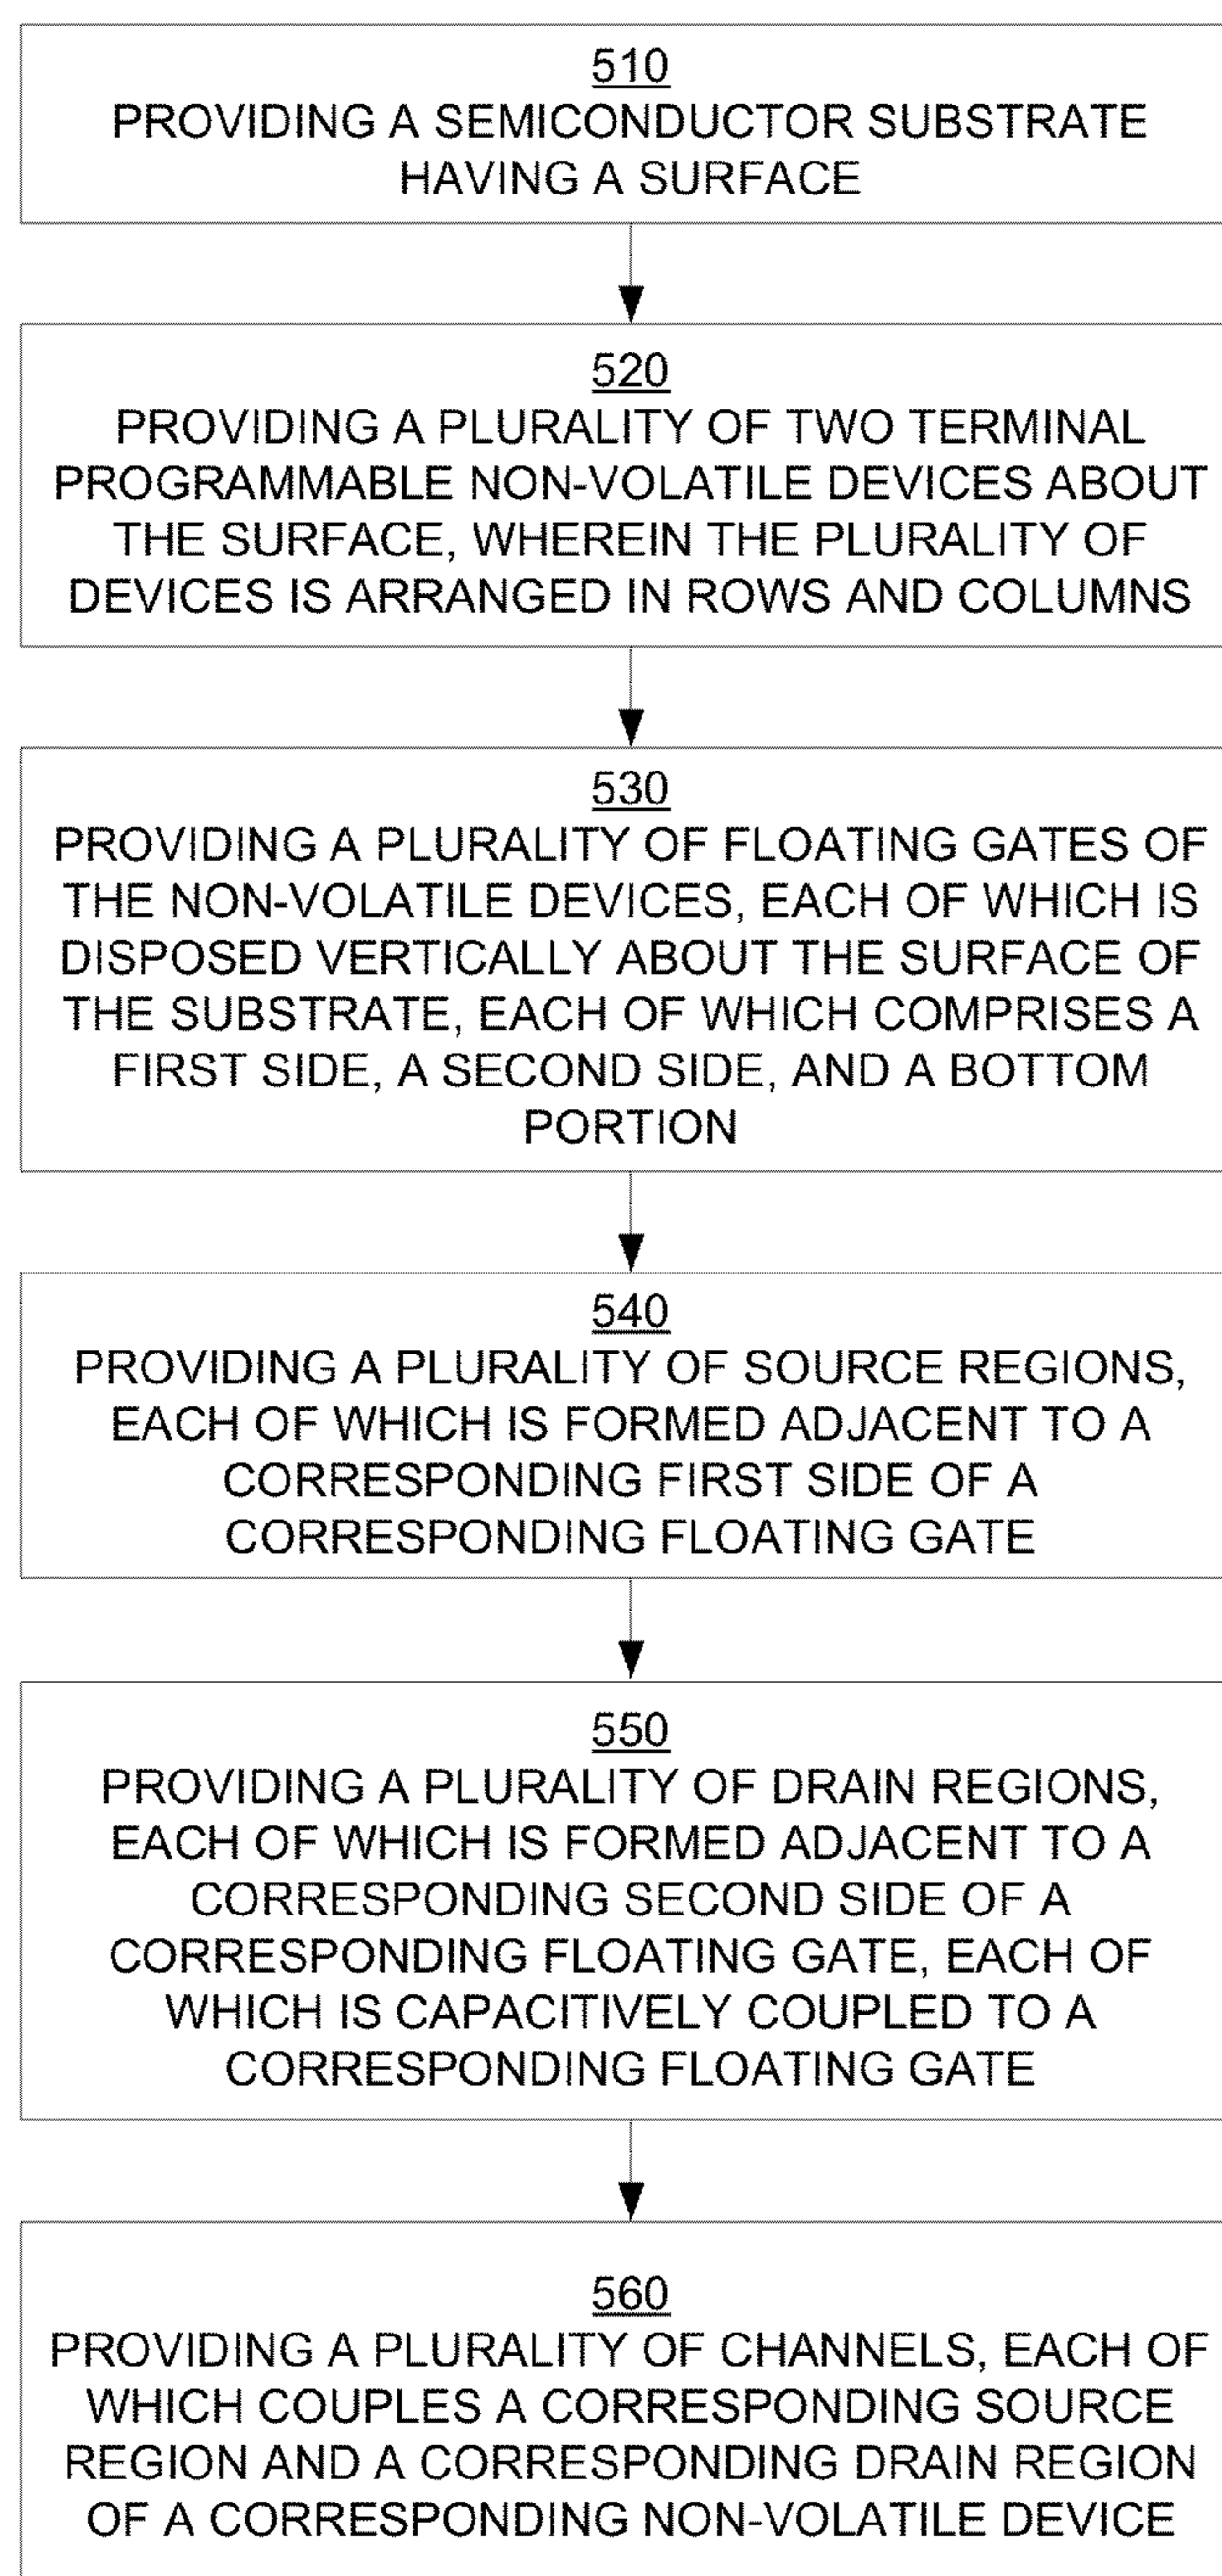 510
PROVIDING A SEMICONDUCTOR SUBSTRATE
HAVING A SURFACE
520
PROVIDING A PLURALITY OF TWO TERMINAL
PROGRAMMABLE NON-VOLATILE DEVICES ABOUT
THE SURFACE, WHEREIN THE PLURALITY OF
DEVICES IS ARRANGED IN ROWS AND COLUMNS
530
PROVIDING A PLURALITY OF FLOATING GATES OF
THE NON-VOLATILE DEVICES, EACH OF WHICH IS
DISPOSED VERTICALLY ABOUT THE SURFACE OF
THE SUBSTRATE, EACH OF WHICH COMPRISES A
FIRST SIDE, A SECOND SIDE, AND A BOTTOM
PORTION
540
PROVIDING A PLURALITY OF SOURCE REGIONS,
EACH OF WHICH IS FORMED ADJACENT TO A
CORRESPONDING FIRST SIDE OF A
CORRESPONDING FLOATING GATE
550
PROVIDING A PLURALITY OF DRAIN REGIONS,
EACH OF WHICH IS FORMED ADJACENT TO A
CORRESPONDING SECOND SIDE OF A
CORRESPONDING FLOATING GATE, EACH OF
WHICH IS CAPACITIVELY COUPLED TO A
CORRESPONDING FLOATING GATE
560
PROVIDING A PLURALITY OF CHANNELS, EACH OF
WHICH COUPLES A CORRESPONDING SOURCE
REGION AND A CORRESPONDING DRAIN REGION
OF A CORRESPONDING NON-VOLATILE DEVICE